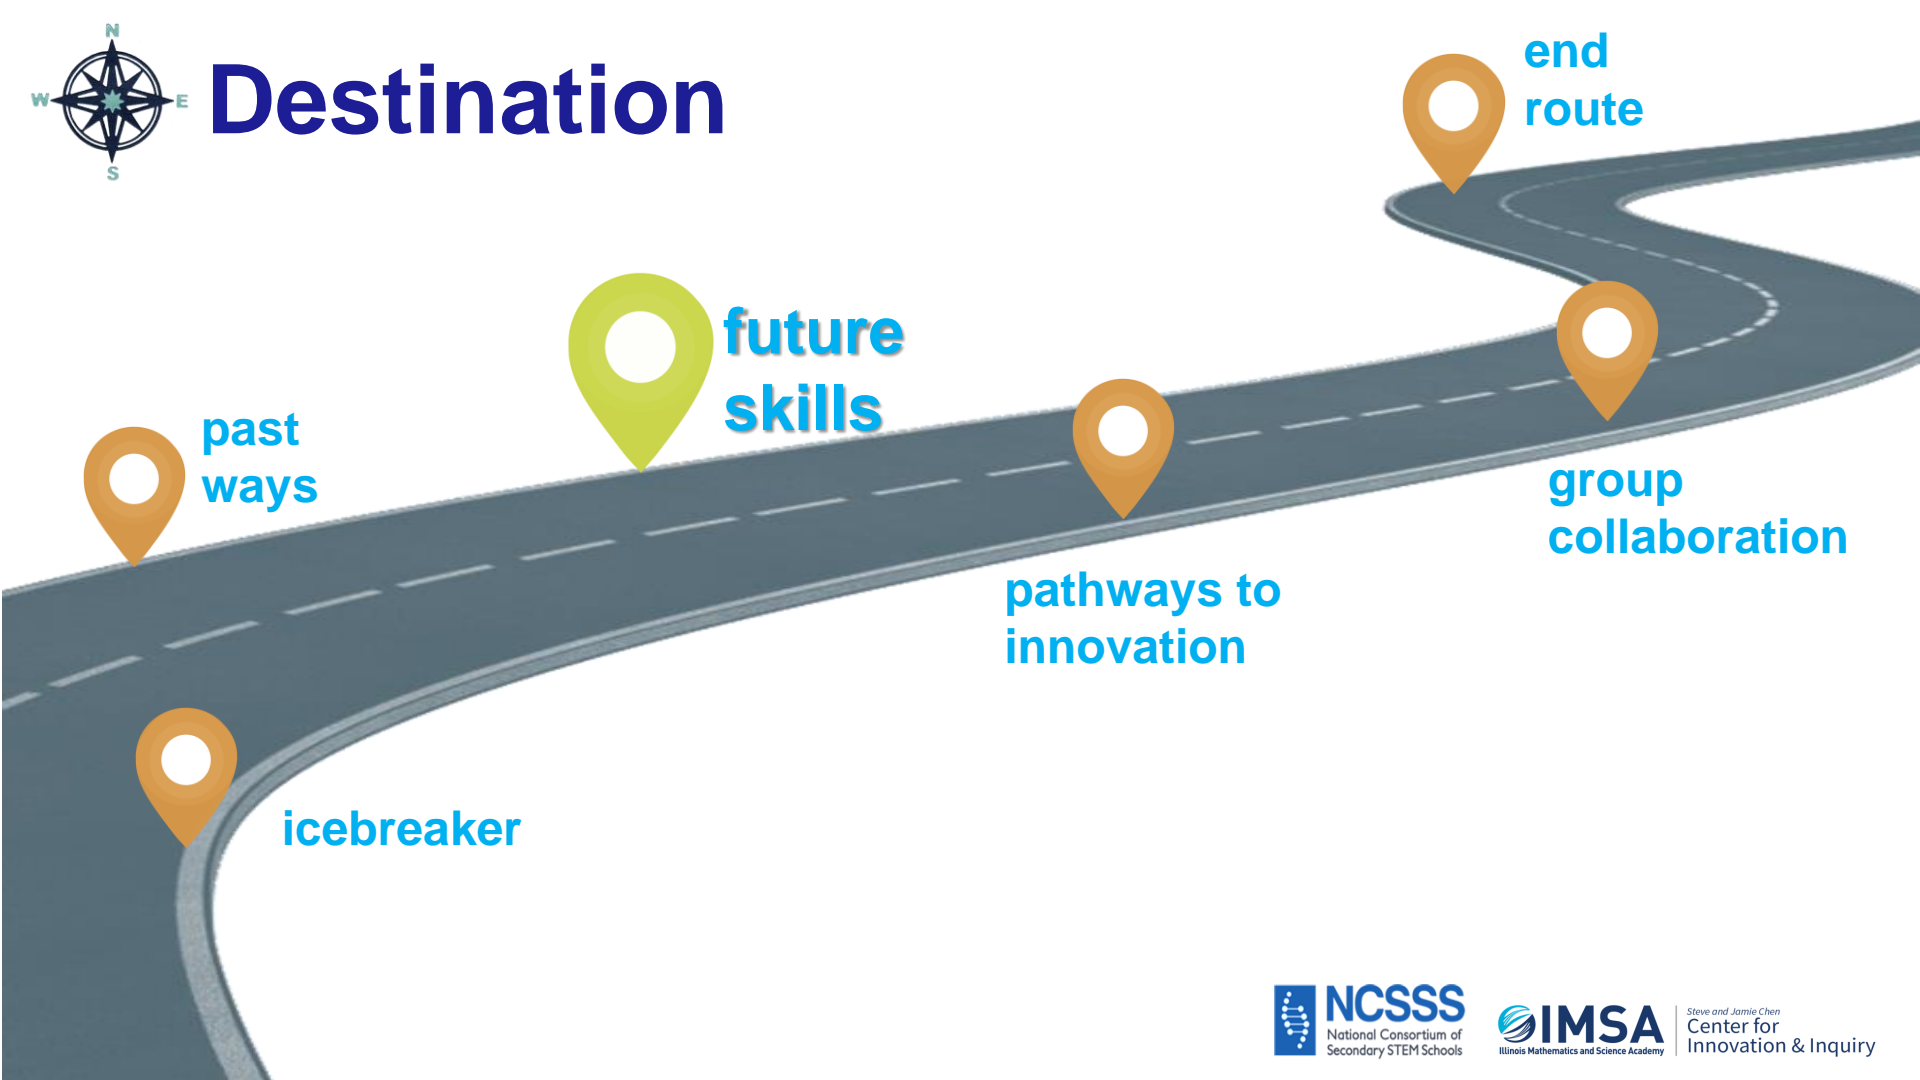 N
W
E
S
Destination
end
route
future
skills
past
ways
group
collaboration
pathways to
innovation
icebreaker
NCSSS
National Consortium of
Secondary STEM Schools
IMSA
Illinois Mathematics and Science Academy
Steve and Jamie Chen
Center for
Innovation & Inquiry